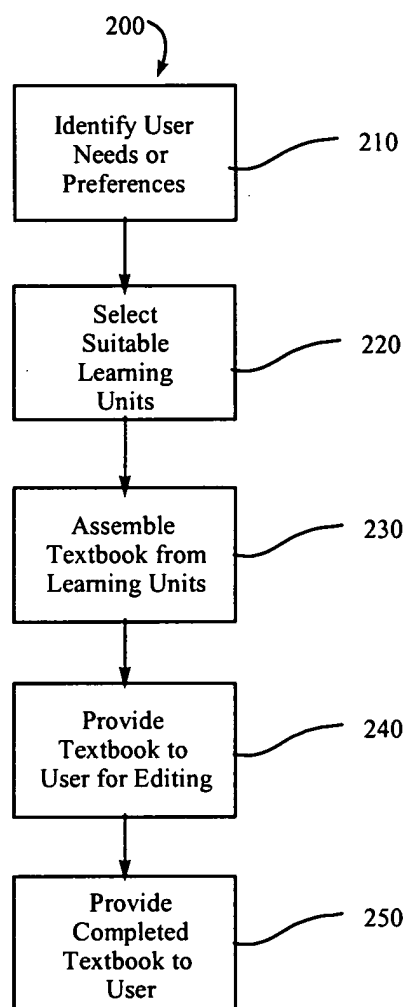 200
Identify User
Needs or
Preferences
210
Select
Suitable
Learning
Units
220
Assemble
Textbook from
Learning Units
230
Provide
Textbook to
User for Editing
240
Provide
Completed
Textbook to
User
250